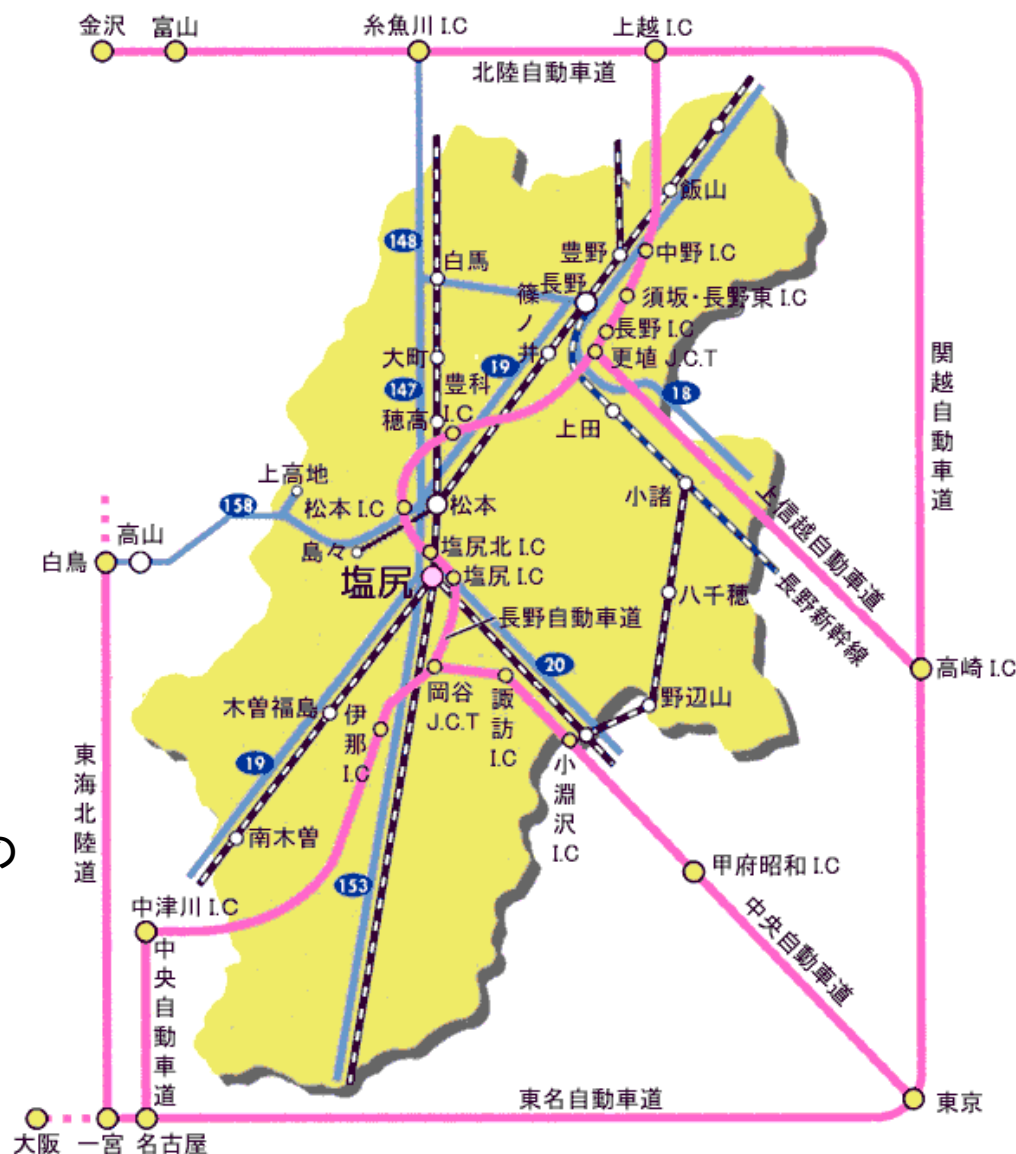 金沢
富山
糸魚川 I.C
上越 I.C
北陸自動車道
飯山
148
白馬
豊野
中野 I.C
長野
篠ノ井
須坂・長野東 I.C
長野 I.C
更埴 J.C.T
大町
19
147
豊科 I.C
18
穂高
上田
関越自動車道
上高地
158
松本 I.C
松本
小諸
上信越自動車道
高山
白鳥
島々
塩尻北 I.C
塩尻
塩尻 I.C
長野新幹線
八千穂
長野自動車道
20
高崎 I.C
岡谷 J.C.T
諏訪 I.C
野辺山
木曽福島
伊那 I.C
小淵沢 I.C
19
東海北陸道
の
南木曽
甲府昭和 I.C
153
中津川 I.C
中央自動車道
中央自動車道
東名自動車道
東京
大阪
一宮
名古屋